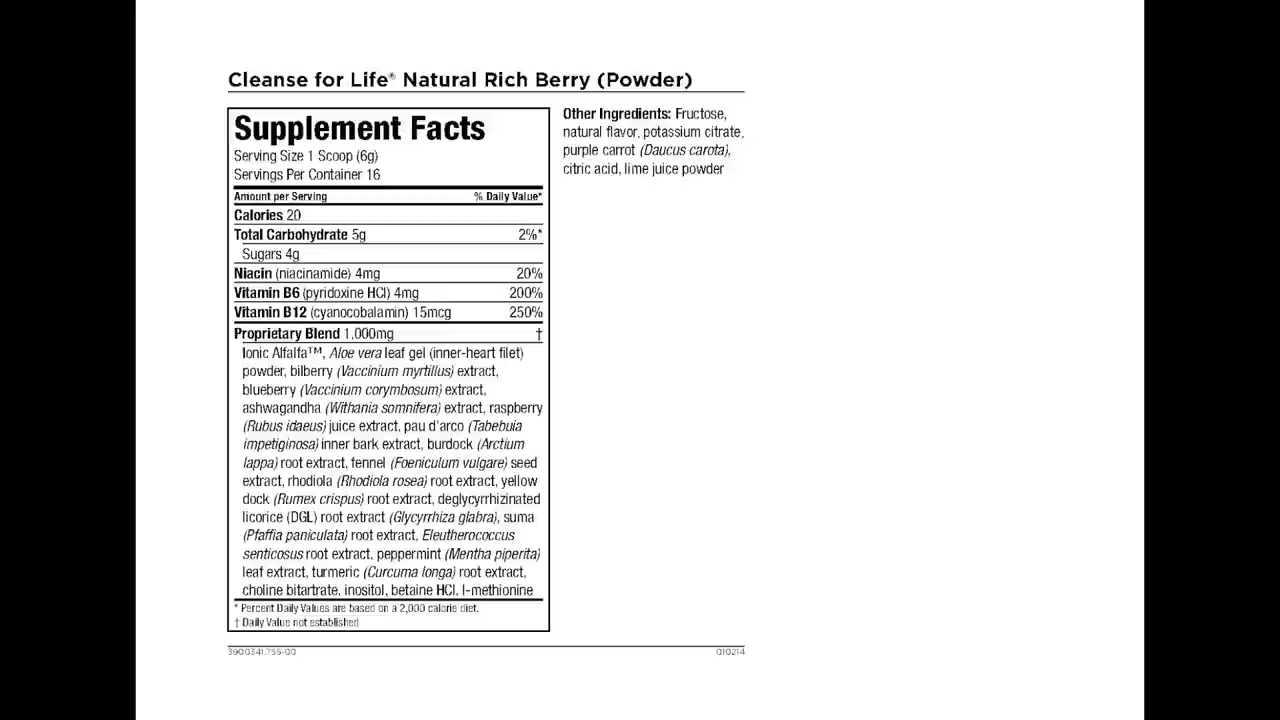 Cleanse for Life® Natural Rich Berry (Powder)
Supplement Facts
Serving Size 1 Scoop (6g)
Servings Per Container 16
Amount per Serving % Daily Value*
Calories 20
Total Carbohydrate 5g 2%*
Sugars 4g
Niacin (niacinamide) 4mg 20%
Vitamin B6 (pyridoxine HCl) 4mg 200%
Vitamin B12 (cyanocobalamin) 15mcg 250%
Proprietary Blend 1,000mg †
Ionic Alfalfa™, Aloe vera leaf gel (inner-heart filet)
powder, bilberry (Vaccinium myrtillus) extract,
blueberry (Vaccinium corymbosum) extract,
ashwagandha (Withania somnifera) extract, raspberry
(Rubus idaeus) juice extract, pau d'arco (Tabebuia
impetiginosa) inner bark extract, burdock (Arctium
lappa) root extract, fennel (Foeniculum vulgare) seed
extract, rhodiola (Rhodiola rosea) root extract, yellow
dock (Rumex crispus) root extract, deglycyrrhizinated
licorice (DGL) root extract (Glycyrrhiza glabra), suma
(Pfaffia paniculata) root extract, Eleutherococcus
senticosus root extract, peppermint (Mentha piperita)
leaf extract, turmeric (Curcuma longa) root extract,
choline bitartrate, inositol, betaine HCl, l-methionine
* Percent Daily Values are based on a 2,000 calorie diet.
† Daily Value not established
Other Ingredients: Fructose,
natural flavor, potassium citrate,
purple carrot (Daucus carota),
citric acid, lime juice powder
3900341.755-00 010214